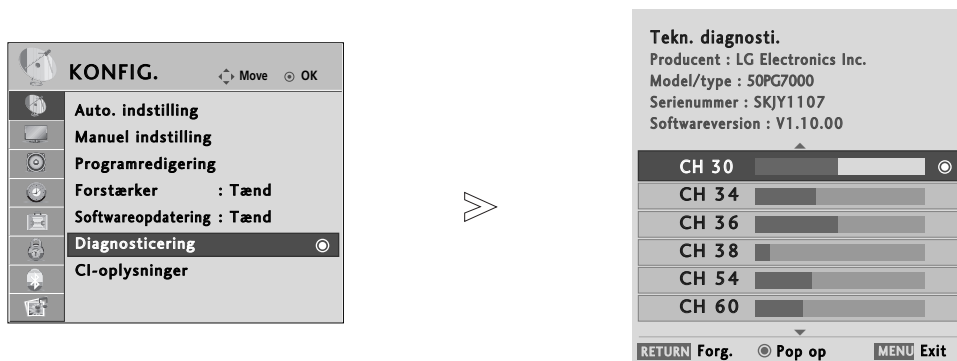 KONFIG.
Move OK
Auto. indstilling
Manuel indstilling
Programredigering
Forstærker : Tænd
Softwareopdatering : Tænd
Diagnosticering
CI-oplysninger
Tekn. diagnosti.
Producent : LG Electronics Inc.
Model/type : 50PG7000
Serienummer : SKJY1107
Softwareversion : V1.10.00
CH 30
CH 34
CH 36
CH 38
CH 54
CH 60
RETURN Forg. Pop op MENU Exit